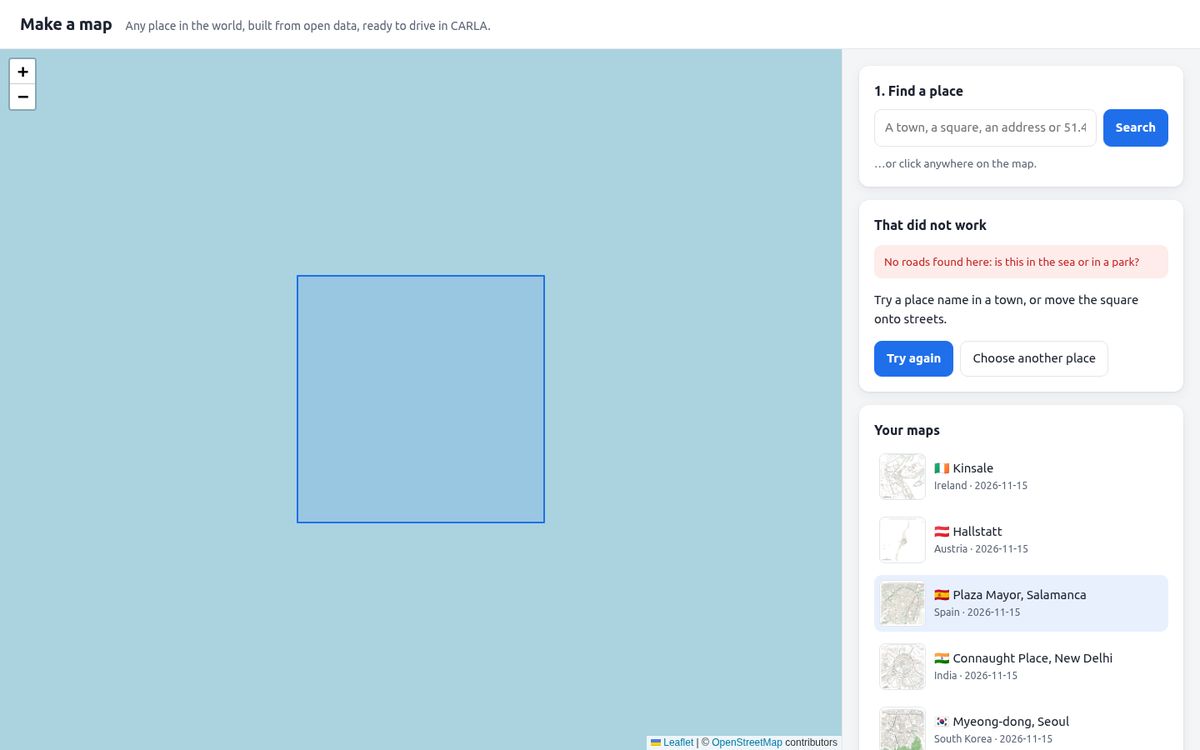 Make a map Any place in the world, built from open data, ready to drive in CARLA.
+
−
1. Find a place
A town, a square, an address or 51.4
Search
…or click anywhere on the map.
That did not work
No roads found here: is this in the sea or in a park?
Try a place name in a town, or move the square
onto streets.
Try again
Choose another place
Your maps
Kinsale
Ireland · 2026-11-15
Hallstatt
Austria · 2026-11-15
Plaza Mayor, Salamanca
Spain · 2026-11-15
Connaught Place, New Delhi
India · 2026-11-15
Myeong-dong, Seoul
South Korea · 2026-11-15
Leaflet | © OpenStreetMap contributors